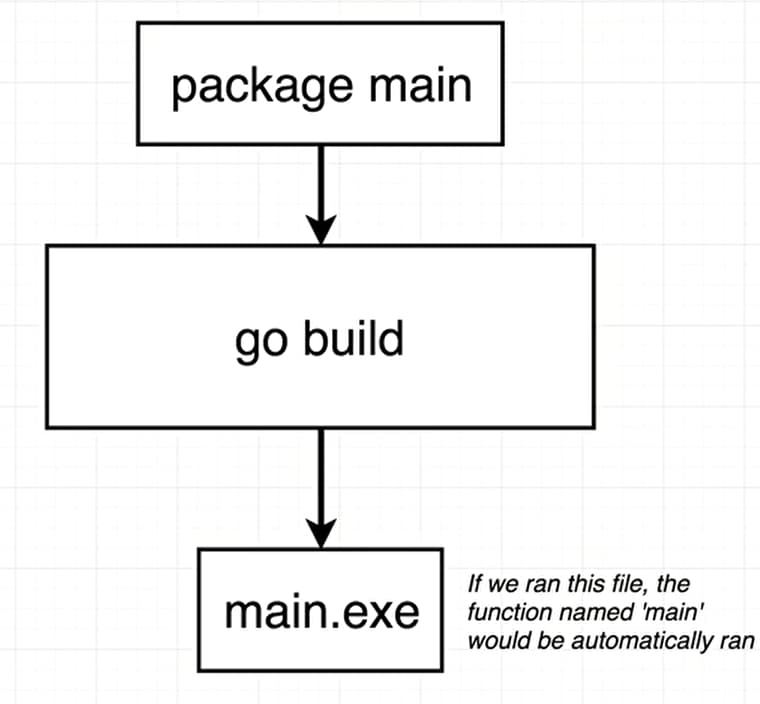 package main
go build
main.exe
If we ran this file, the
function named 'main'
would be automatically ran